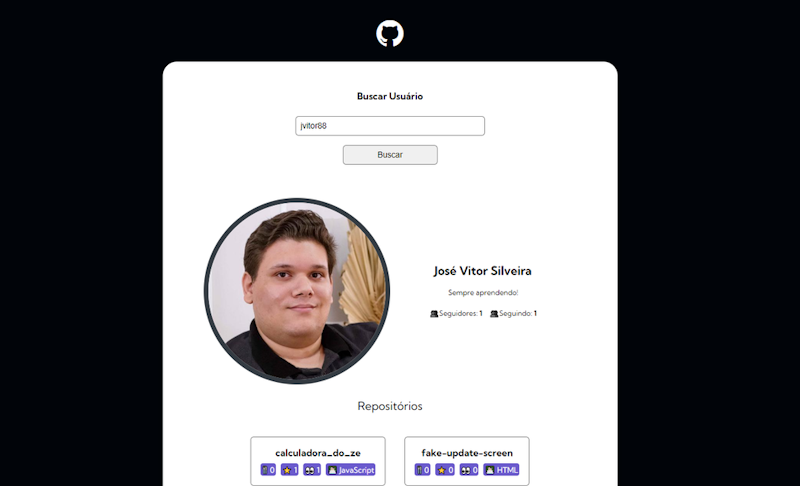 Buscar Usuário
jvitor88
Buscar
José Vitor Silveira
Sempre aprendendo!
Seguidores: 1 Seguindo: 1
Repositórios
calculadora_do_ze
0 1 1 JavaScript
fake-update-screen
0 0 0 HTML